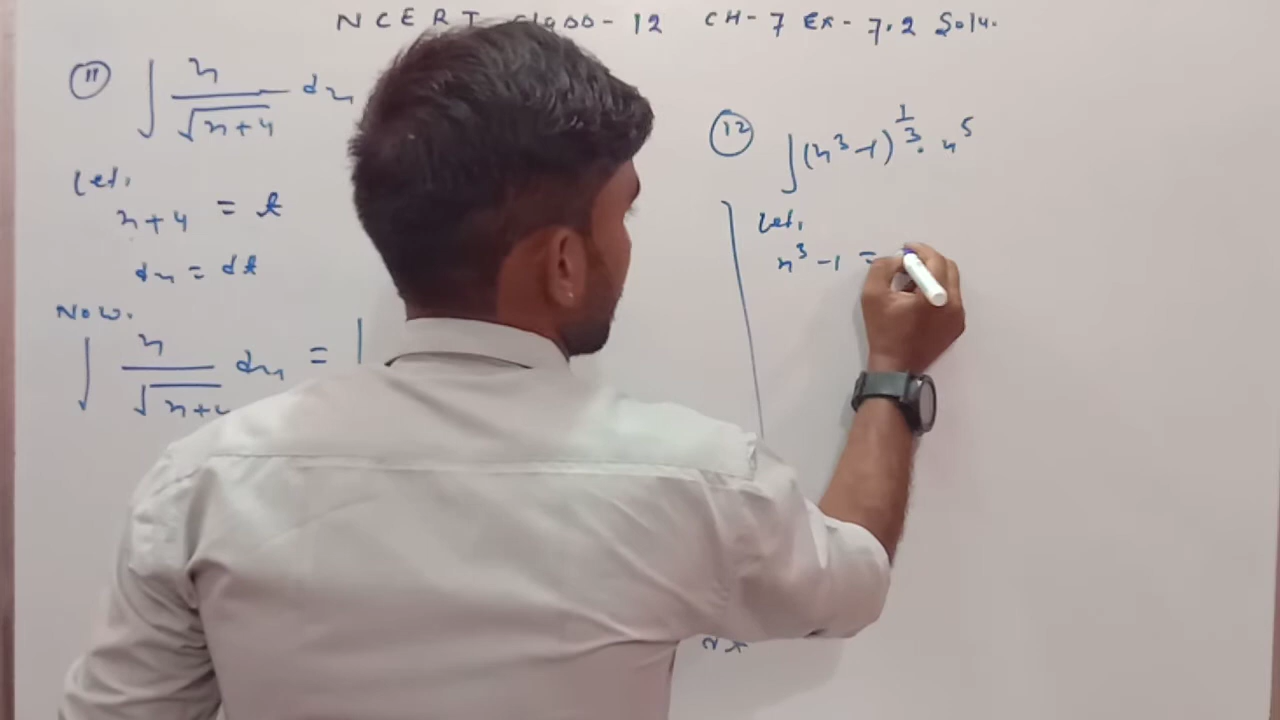 NCERT Class-12 CH-7 Ex-7.2 Solu.
11 ∫ x/√(x+4) dx
Let,
x+4 = t
dx = dt
Now.
∫ x/√(x+4) dx =
12 ∫(x³-1)^(1/3) . x⁵
Let,
x³-1 =